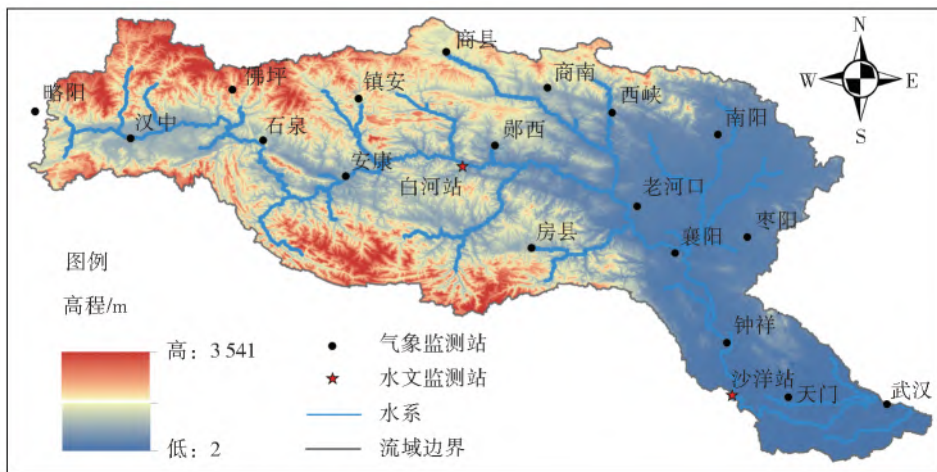 N
W E
S
商县
佛坪
镇安
商南
略阳
西峡
汉中
石泉
郧西
南阳
安康
白河站
老河口
房县
襄阳
枣阳
图例
高程/m
高：3 541
低：2
气象监测站
水文监测站
水系
流域边界
钟祥
沙洋站
天门
武汉